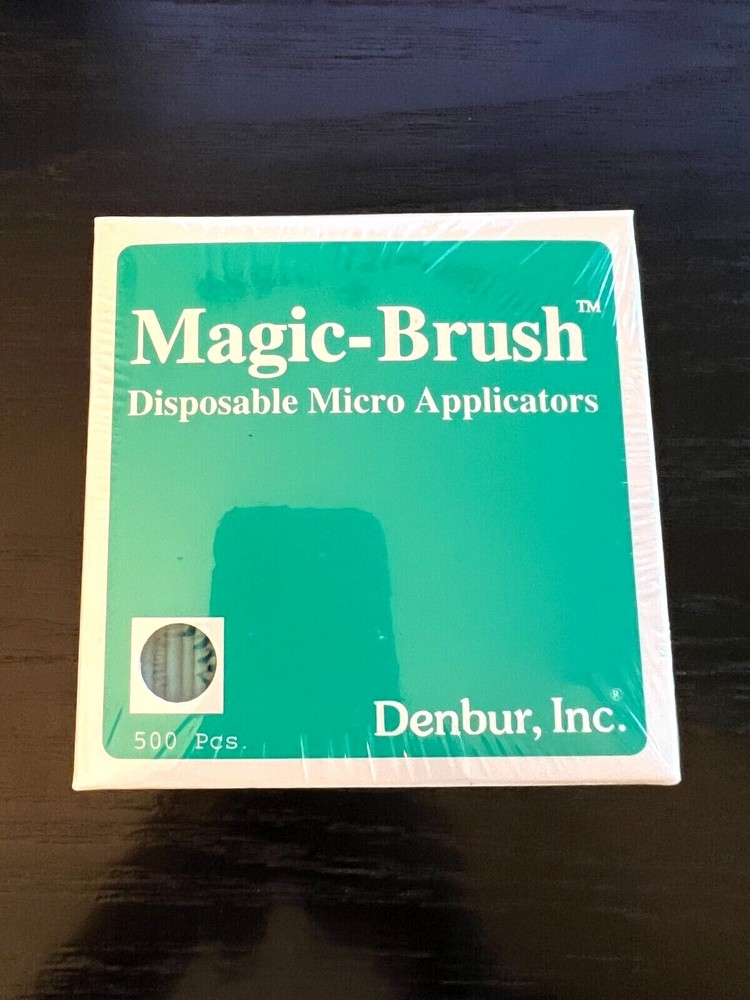 Magic-Brush™
Disposable Micro Applicators
500 Pcs.
Denbur, Inc.®